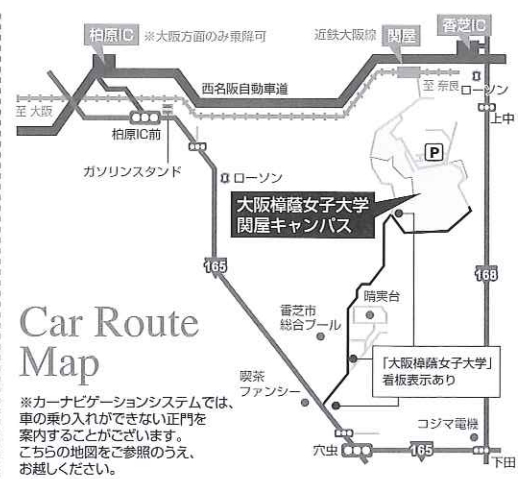 柏原IC
※大阪方面のみ乗降可
近鉄大阪線
関屋
香芝IC
西名阪自動車道
至 大阪
至 奈良
ローソン
上中
柏原IC前
ガソリンスタンド
ローソン
P
大阪樟蔭女子大学
関屋キャンパス
165
168
晴実台
香芝市
総合プール
Car Route
Map
「大阪樟蔭女子大学」
看板表示あり
喫茶
ファンシー
※カーナビゲーションシステムでは、
車の乗り入れができない正門を
案内することがございます。
こちらの地図をご参照のうえ、
お越しください。
コジマ電機
穴虫
165
下田